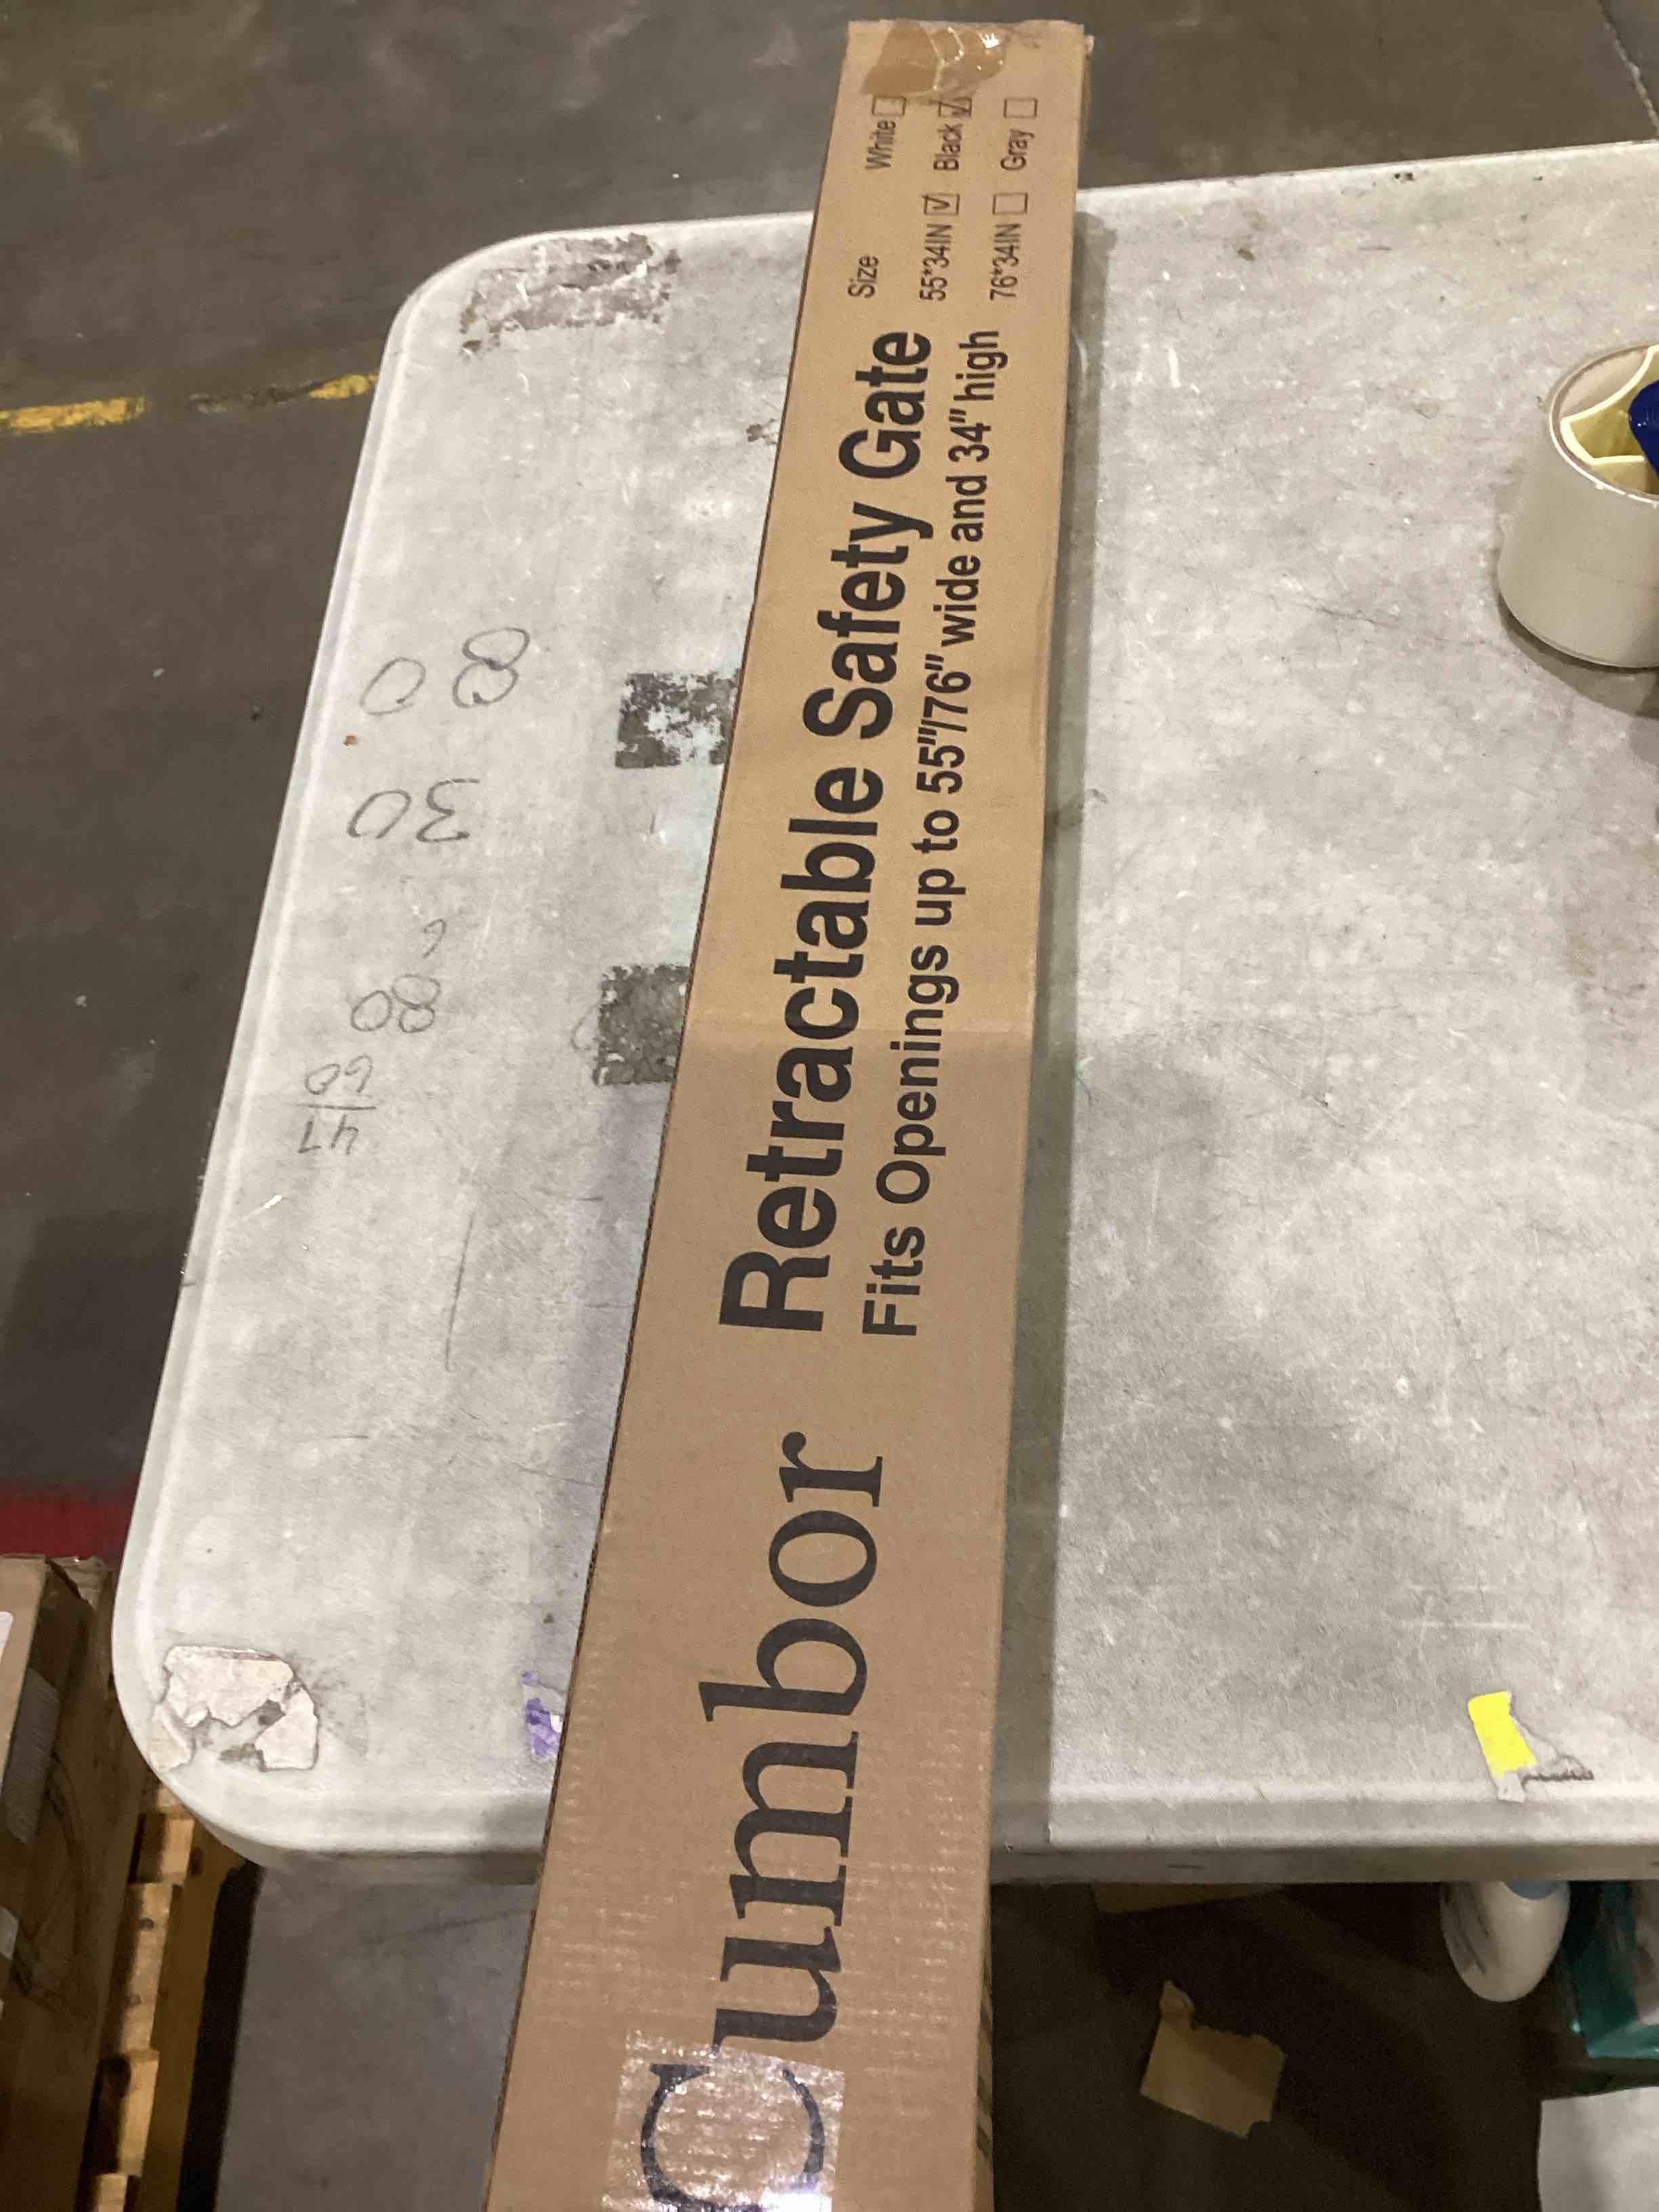 Cumbor
Retractable Safety Gate
Fits Openings up to 55"/76" wide and 34" high
Size
55*34IN ☑
76*34IN ☐
White ☐
Black ☑
Gray ☐
80
30
80
60
47